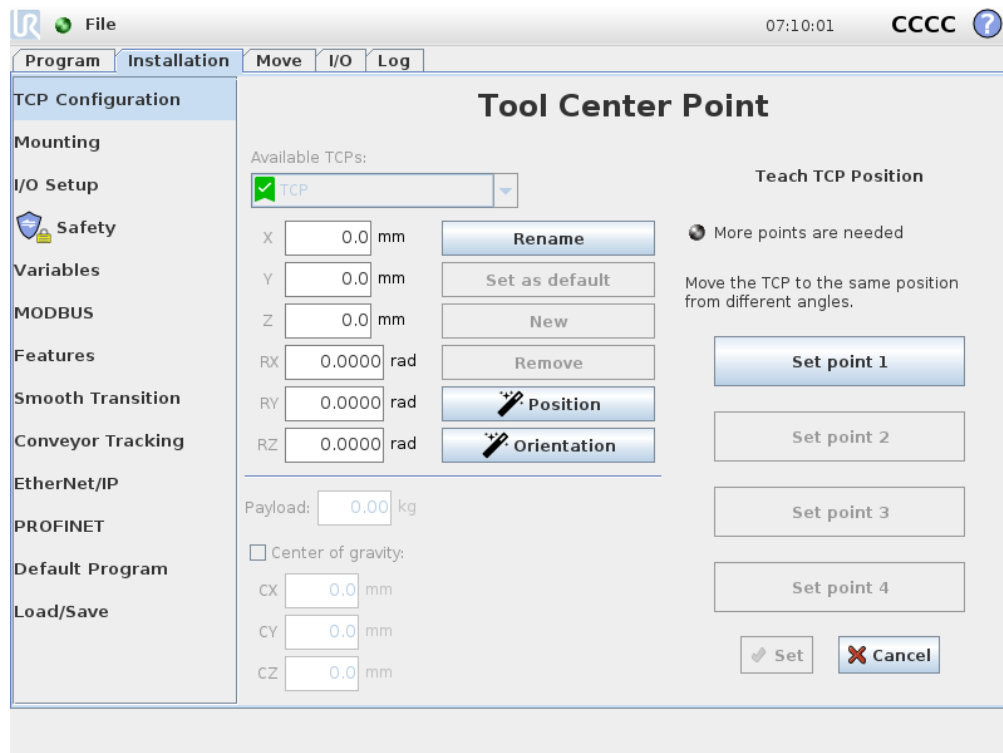 UR File 07:10:01 CCCC ?
Program Installation Move I/O Log
TCP Configuration
Mounting
I/O Setup
Safety
Variables
MODBUS
Features
Smooth Transition
Conveyor Tracking
EtherNet/IP
PROFINET
Default Program
Load/Save
Tool Center Point
Available TCPs:
TCP
X 0.0 mm
Y 0.0 mm
Z 0.0 mm
RX 0.0000 rad
RY 0.0000 rad
RZ 0.0000 rad
Rename
Set as default
New
Remove
Position
Orientation
Payload: 0.00 kg
Center of gravity:
CX 0.0 mm
CY 0.0 mm
CZ 0.0 mm
Teach TCP Position
More points are needed
Move the TCP to the same position
from different angles.
Set point 1
Set point 2
Set point 3
Set point 4
Set Cancel